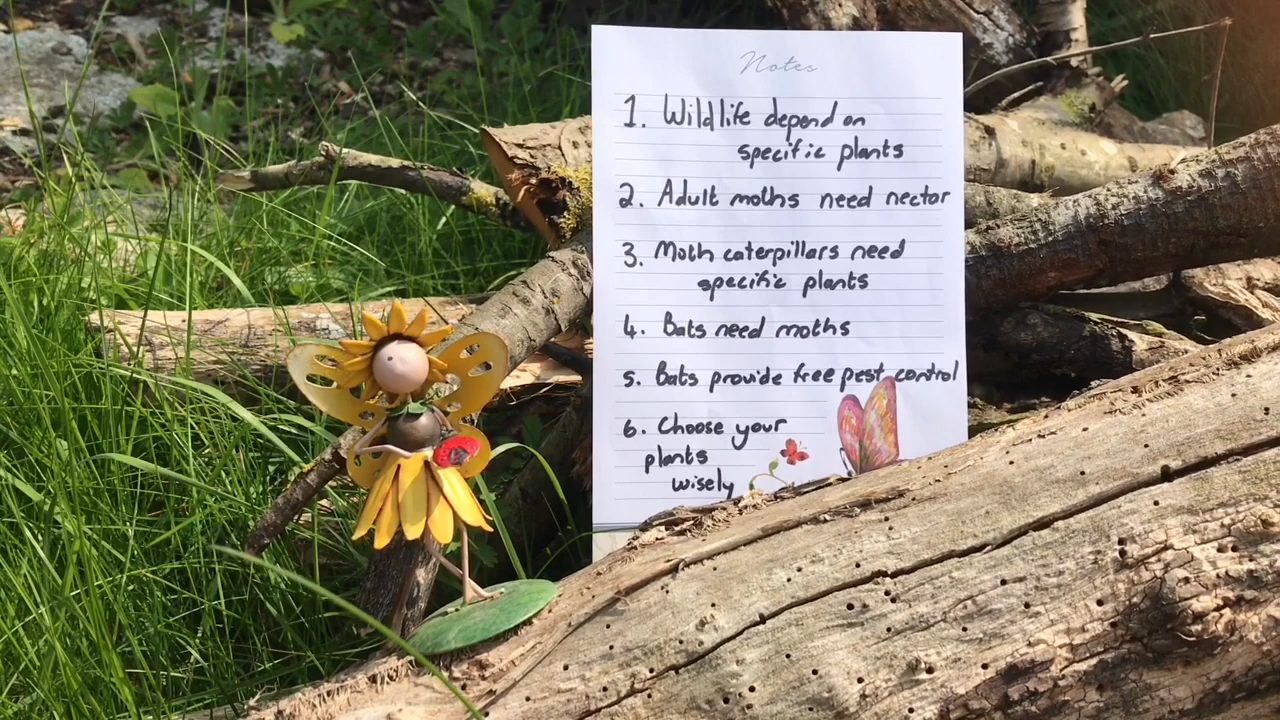 Notes
1. Wildlife depend on
specific plants
2. Adult moths need nectar
3. Moth caterpillars need
specific plants
4. Bats need moths
5. Bats provide free pest control
6. Choose your
plants
wisely